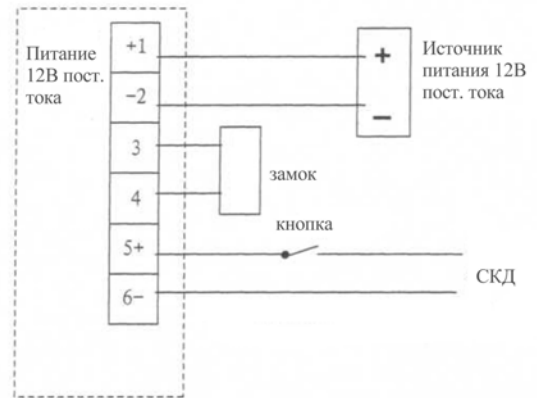 Питание
12В пост.
тока
+1
−2
3
4
5+
6−
+
−
Источник
питания 12В
пост. тока
замок
кнопка
СКД